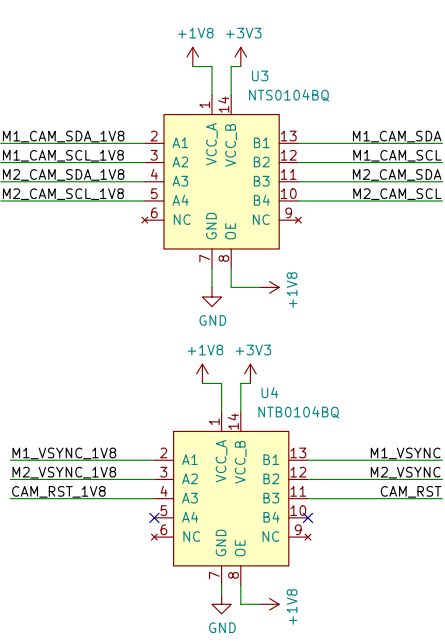 +1V8 +3V3
U3
NTS0104BQ
1 14
VCC_A VCC_B
M1_CAM_SDA_1V8 2 A1 B1 13 M1_CAM_SDA
M1_CAM_SCL_1V8 3 A2 B2 12 M1_CAM_SCL
M2_CAM_SDA_1V8 4 A3 B3 11 M2_CAM_SDA
M2_CAM_SCL_1V8 5 A4 B4 10 M2_CAM_SCL
6 NC NC 9
GND OE
7 8
+1V8
GND
+1V8 +3V3
U4
NTB0104BQ
1 14
VCC_A VCC_B
M1_VSYNC_1V8 2 A1 B1 13 M1_VSYNC
M2_VSYNC_1V8 3 A2 B2 12 M2_VSYNC
CAM_RST_1V8 4 A3 B3 11 CAM_RST
5 A4 B4 10
6 NC NC 9
GND OE
7 8
+1V8
GND